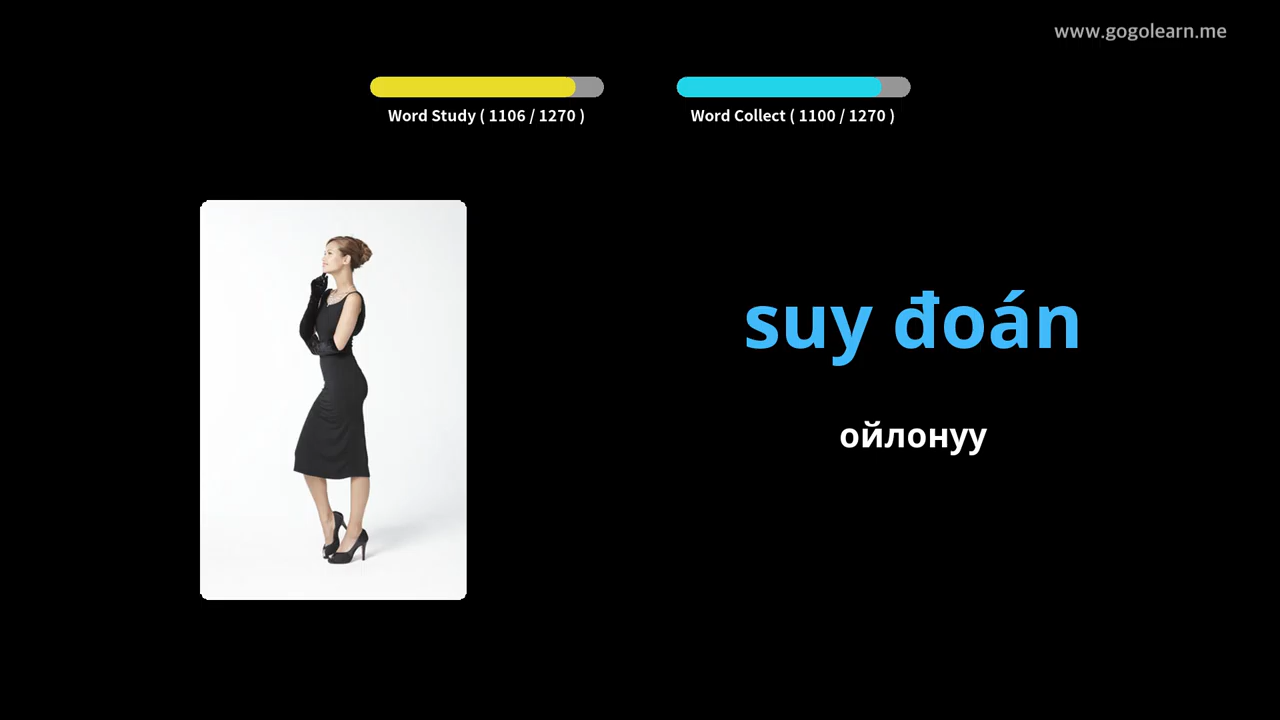 www.gogolearn.me
Word Study ( 1106 / 1270 )
Word Collect ( 1100 / 1270 )
suy đoán
ойлонуу